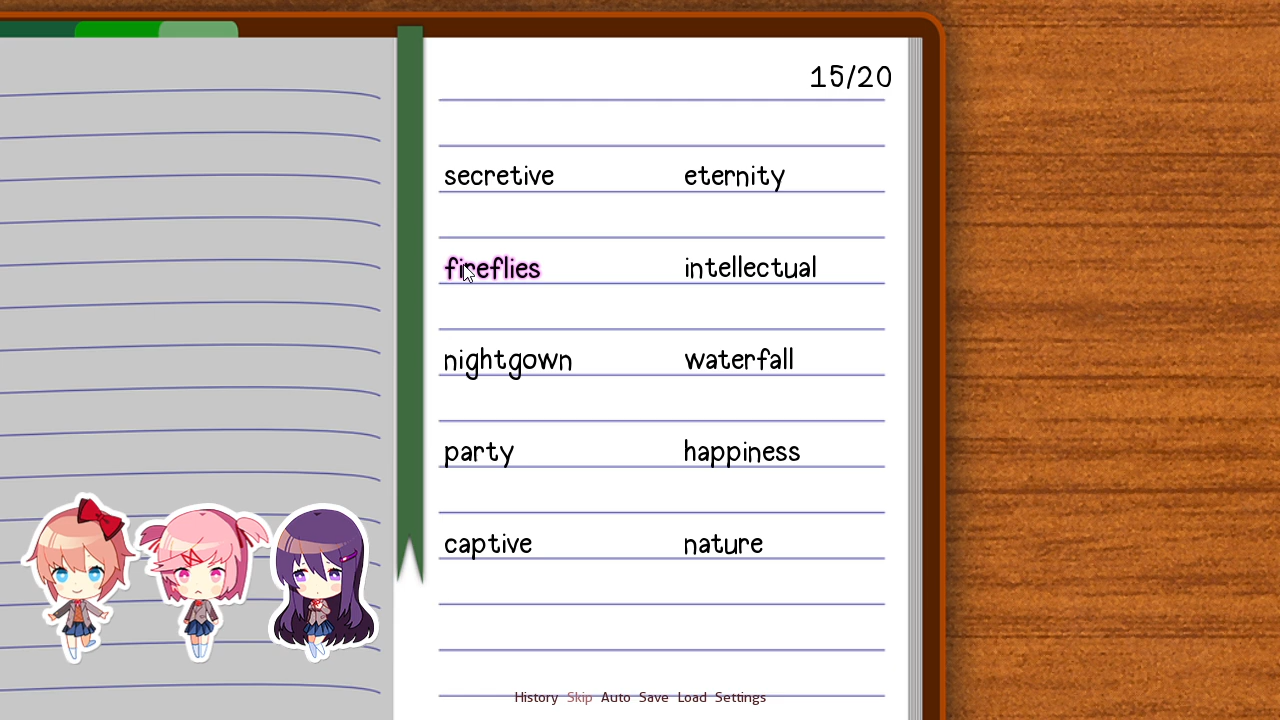 15/20
secretive eternity
fireflies intellectual
nightgown waterfall
party happiness
captive nature
History Skip Auto Save Load Settings